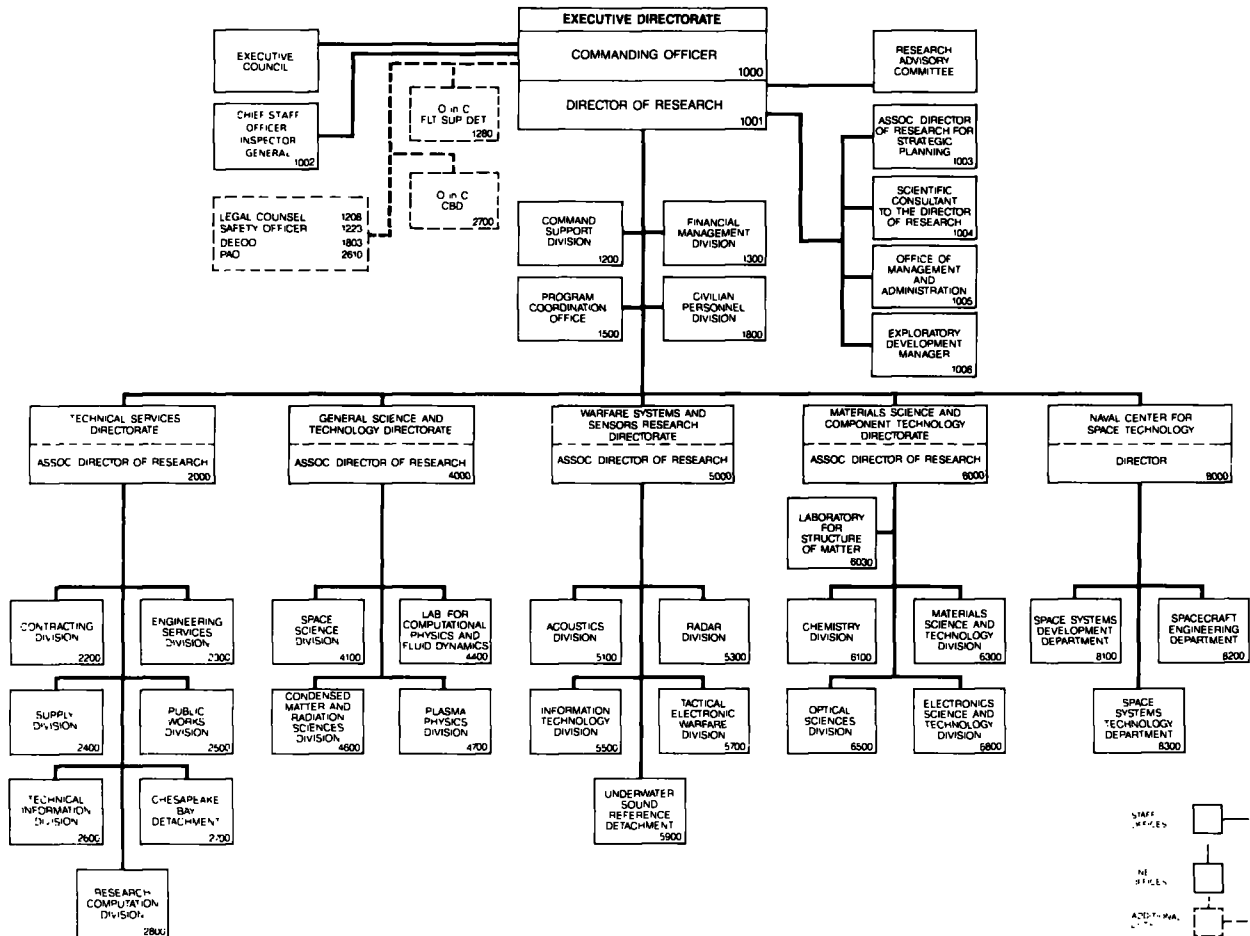 EXECUTIVE DIRECTORATE
COMMANDING OFFICER
1000
DIRECTOR OF RESEARCH
1001
EXECUTIVE
COUNCIL
CHIEF STAFF
OFFICER
INSPECTOR
GENERAL
1002
O in C
FLT SUP DET
1280
O in C
CBD
2700
LEGAL COUNSEL 1208
SAFETY OFFICER 1223
DEEOO 1803
PAO 2610
RESEARCH
ADVISORY
COMMITTEE
ASSOC DIRECTOR
OF RESEARCH FOR
STRATEGIC
PLANNING
1003
SCIENTIFIC
CONSULTANT
TO THE DIRECTOR
OF RESEARCH
1004
OFFICE OF
MANAGEMENT
AND
ADMINISTRATION
1005
EXPLORATORY
DEVELOPMENT
MANAGER
1006
COMMAND
SUPPORT
DIVISION
1200
FINANCIAL
MANAGEMENT
DIVISION
1300
PROGRAM
COORDINATION
OFFICE
1500
CIVILIAN
PERSONNEL
DIVISION
1800
TECHNICAL SERVICES
DIRECTORATE
ASSOC DIRECTOR OF RESEARCH
2000
GENERAL SCIENCE AND
TECHNOLOGY DIRECTORATE
ASSOC DIRECTOR OF RESEARCH
4000
WARFARE SYSTEMS AND
SENSORS RESEARCH
DIRECTORATE
ASSOC DIRECTOR OF RESEARCH
5000
MATERIALS SCIENCE AND
COMPONENT TECHNOLOGY
DIRECTORATE
ASSOC DIRECTOR OF RESEARCH
6000
NAVAL CENTER FOR
SPACE TECHNOLOGY
DIRECTOR
8000
LABORATORY
FOR
STRUCTURE
OF MATTER
6030
CONTRACTING
DIVISION
2200
ENGINEERING
SERVICES
DIVISION
2300
SUPPLY
DIVISION
2400
PUBLIC
WORKS
DIVISION
2500
TECHNICAL
INFORMATION
DIVISION
2600
CHESAPEAKE
BAY
DETACHMENT
2700
RESEARCH
COMPUTATION
DIVISION
2800
SPACE
SCIENCE
DIVISION
4100
LAB FOR
COMPUTATIONAL
PHYSICS AND
FLUID DYNAMICS
4400
CONDENSED
MATTER AND
RADIATION
SCIENCES
DIVISION
4600
PLASMA
PHYSICS
DIVISION
4700
ACOUSTICS
DIVISION
5100
RADAR
DIVISION
5300
INFORMATION
TECHNOLOGY
DIVISION
5500
TACTICAL
ELECTRONIC
WARFARE
DIVISION
5700
UNDERWATER
SOUND
REFERENCE
DETACHMENT
5900
CHEMISTRY
DIVISION
6100
MATERIALS
SCIENCE AND
TECHNOLOGY
DIVISION
6300
OPTICAL
SCIENCES
DIVISION
6500
ELECTRONICS
SCIENCE AND
TECHNOLOGY
DIVISION
6800
SPACE SYSTEMS
DEVELOPMENT
DEPARTMENT
8100
SPACECRAFT
ENGINEERING
DEPARTMENT
8200
SPACE
SYSTEMS
TECHNOLOGY
DEPARTMENT
8300
STAFF
OFFICES
OFFICES
ADDITIONAL